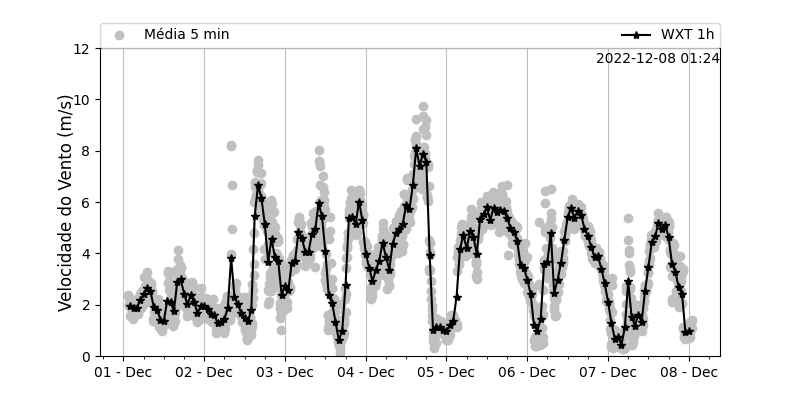 Média 5 min
WXT 1h
2022-12-08 01:24
Velocidade do Vento (m/s)
12
10
8
6
4
2
0
01 - Dec
02 - Dec
03 - Dec
04 - Dec
05 - Dec
06 - Dec
07 - Dec
08 - Dec